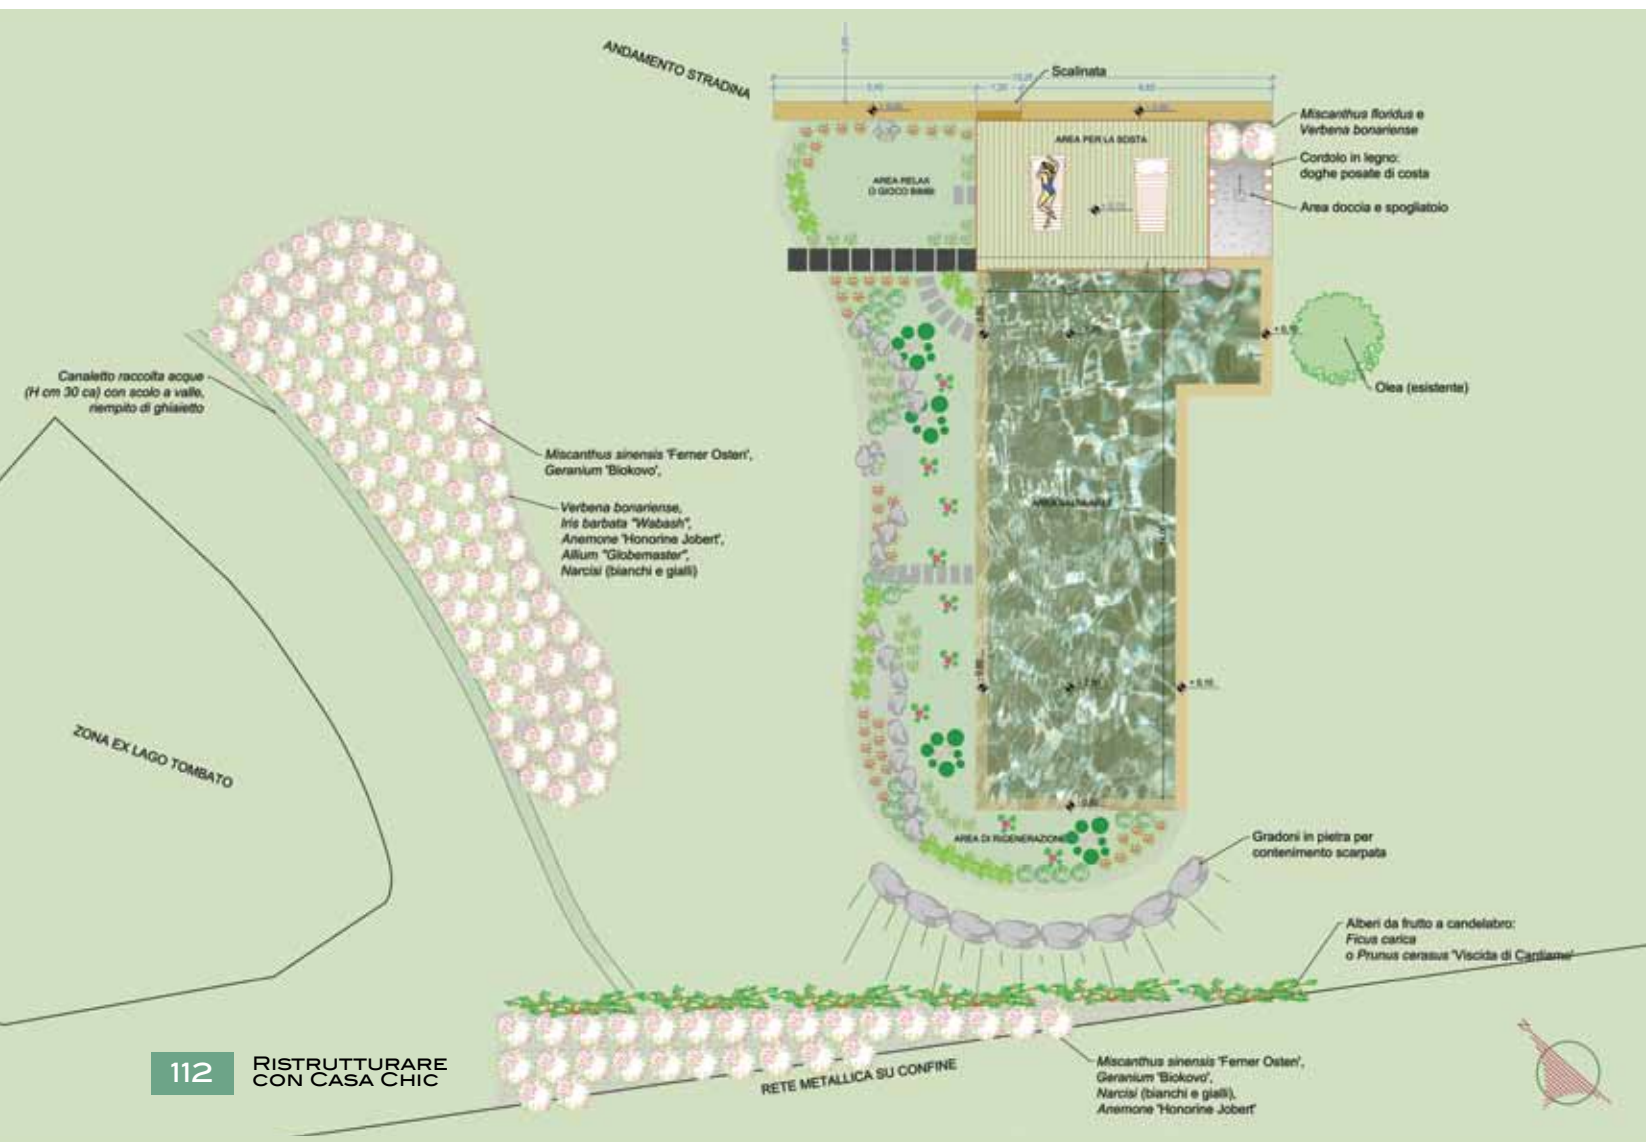 ANDAMENTO STRADINA
Scalinata
Miscanthus floridus e
Verbena bonariense
Cordolo in legno:
doghe posate di costa
Area doccia e spogliatoio
AREA PER LA SOSTA
AREA RELAX
O GIOCO BIMBI
Olea (esistente)
Canaletto raccolta acque
(H cm 30 ca) con scolo a valle,
riempito di ghiaietto
Miscanthus sinensis 'Ferner Osten',
Geranium 'Biokovo',
Verbena bonariense,
Iris barbata "Wabash",
Anemone 'Honorine Jobert',
Allium "Globemaster",
Narcisi (bianchi e gialli)
ZONA EX LAGO TOMBATO
+ 0,10
+ 0,10
AREA DI RIGENERAZIONE
Gradoni in pietra per
contenimento scarpata
Alberi da frutto a candelabro:
Ficus carica
o Prunus cerasus 'Viscida di
RETE METALLICA SU CONFINE
Miscanthus sinensis 'Ferner Osten',
Geranium 'Biokovo',
Narcisi (bianchi e gialli),
Anemone 'Honorine Jobert'
112
RISTRUTTURARE
CON CASA CHIC